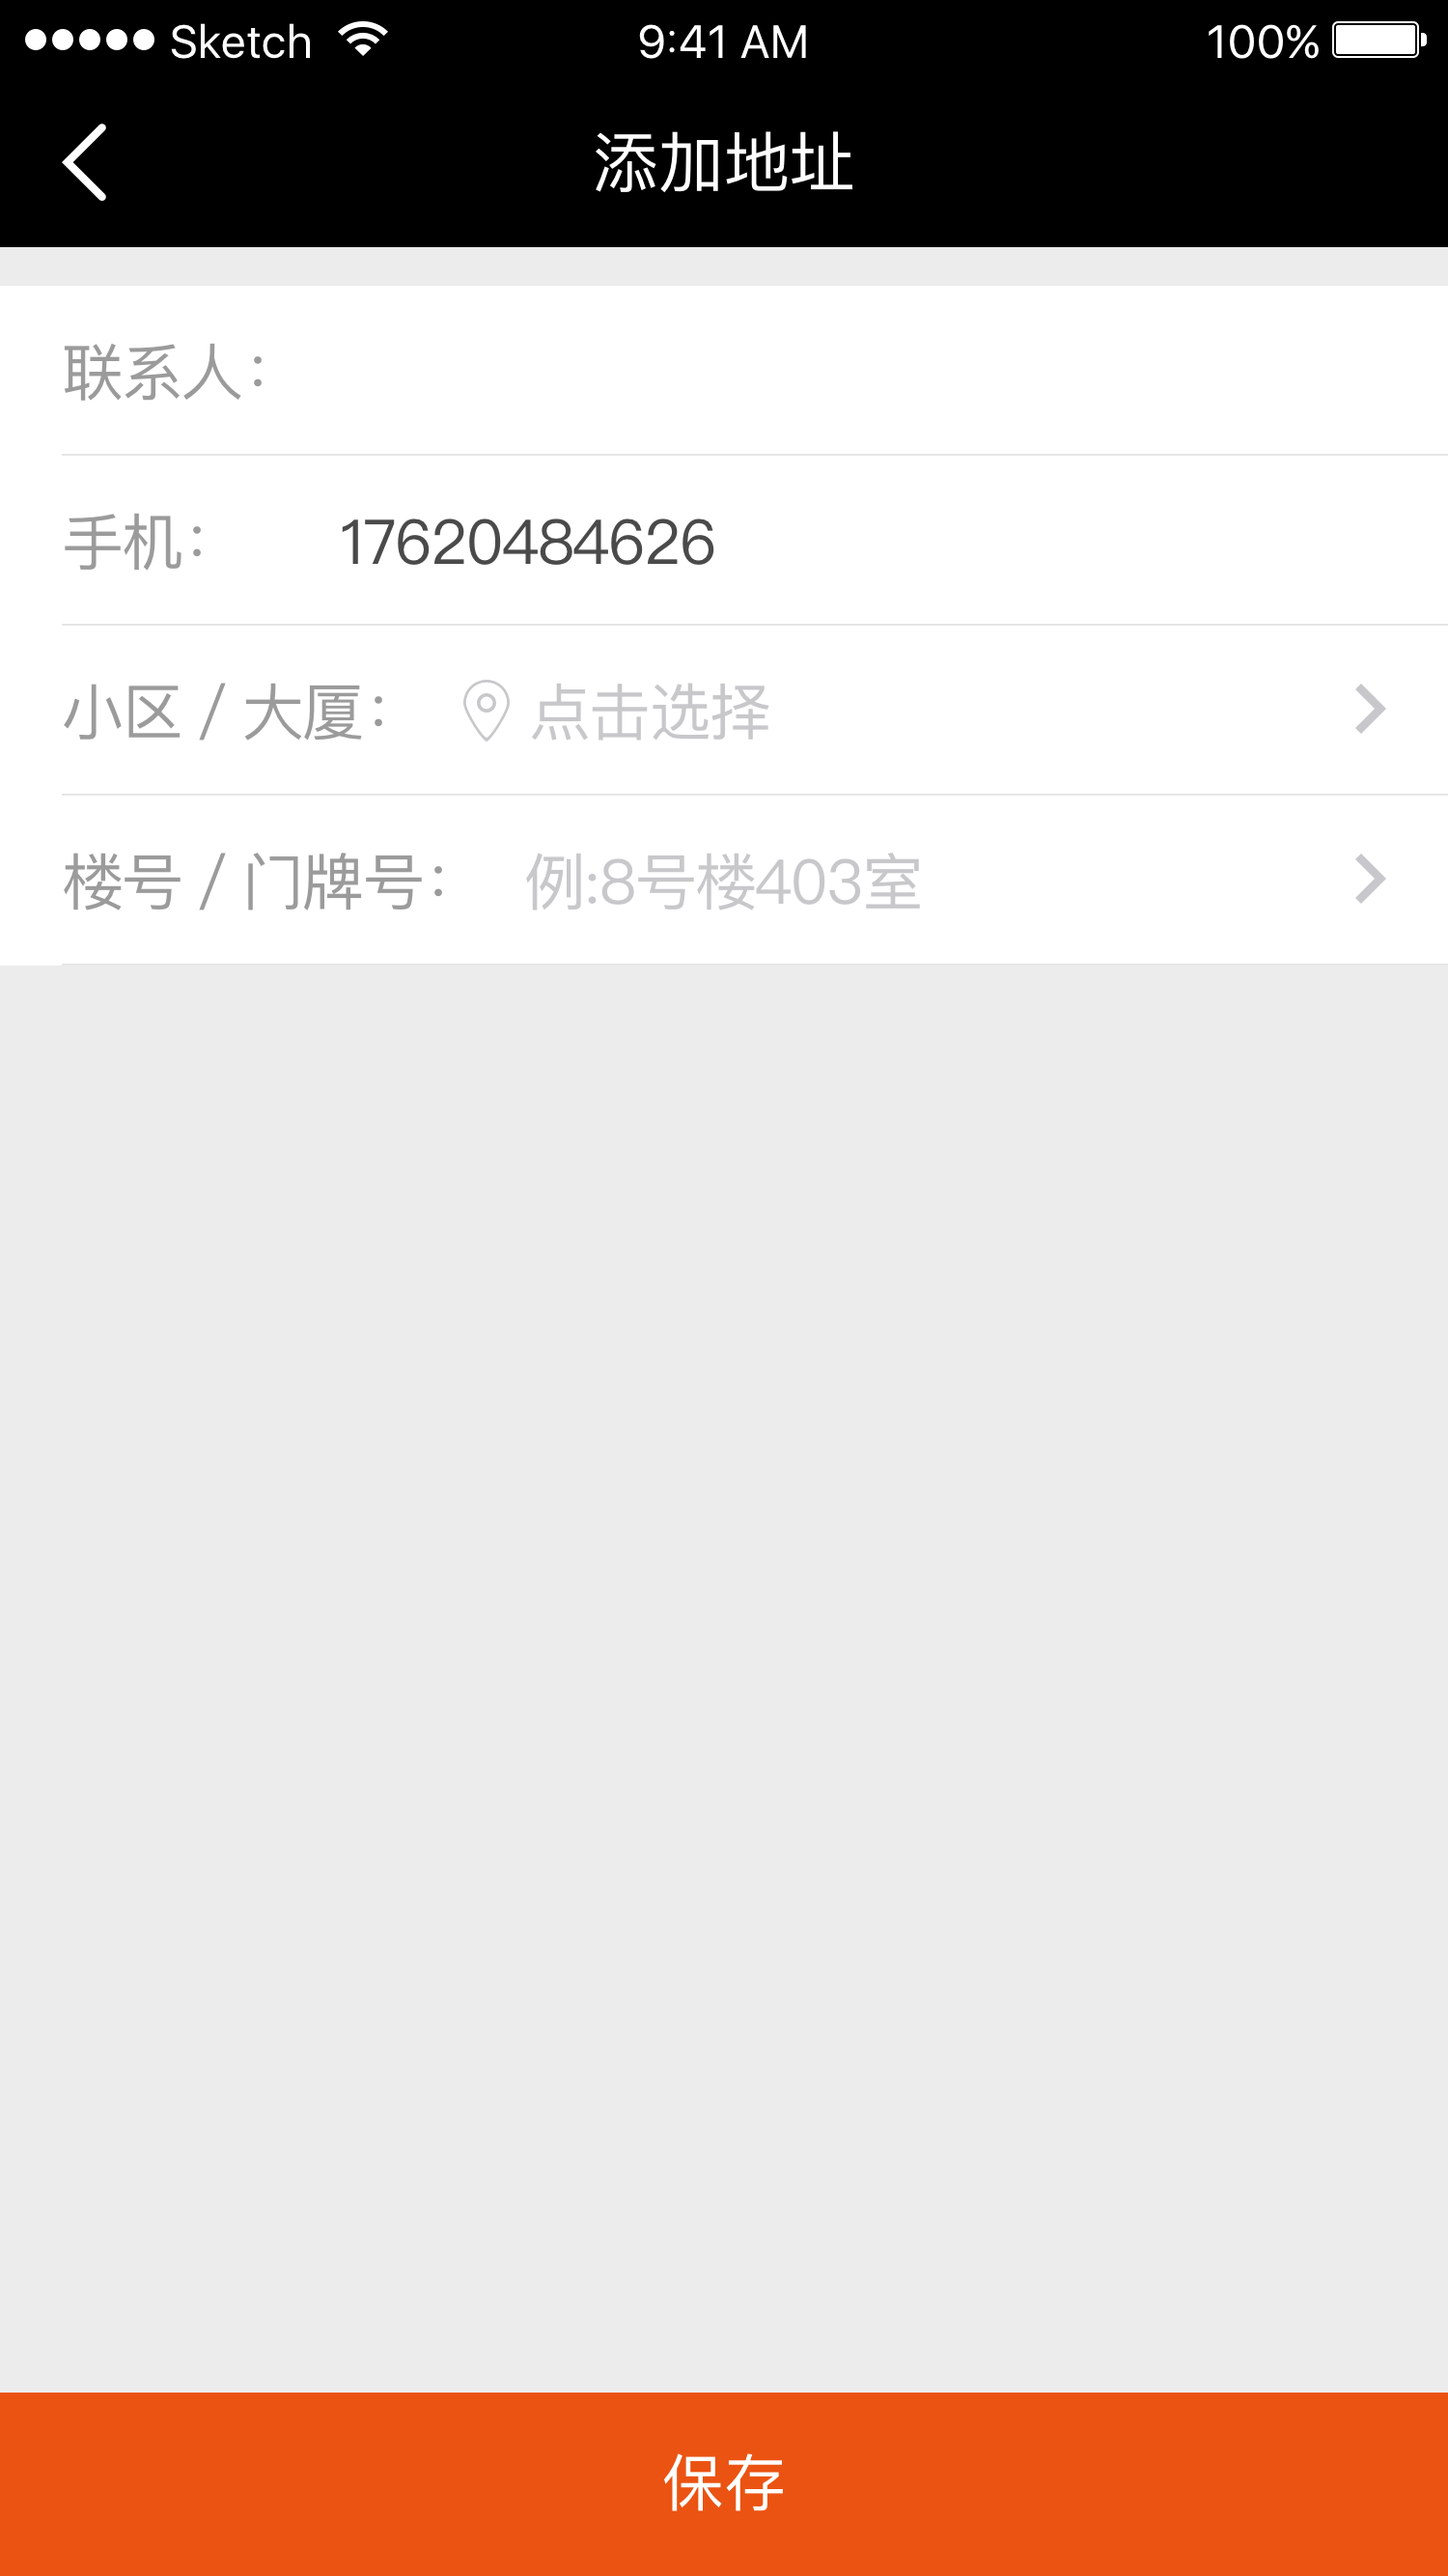 Sketch 9:41 AM 100%
添加地址
联系人：
手机： 17620484626
小区 / 大厦： 点击选择
楼号 / 门牌号： 例:8号楼403室
保存